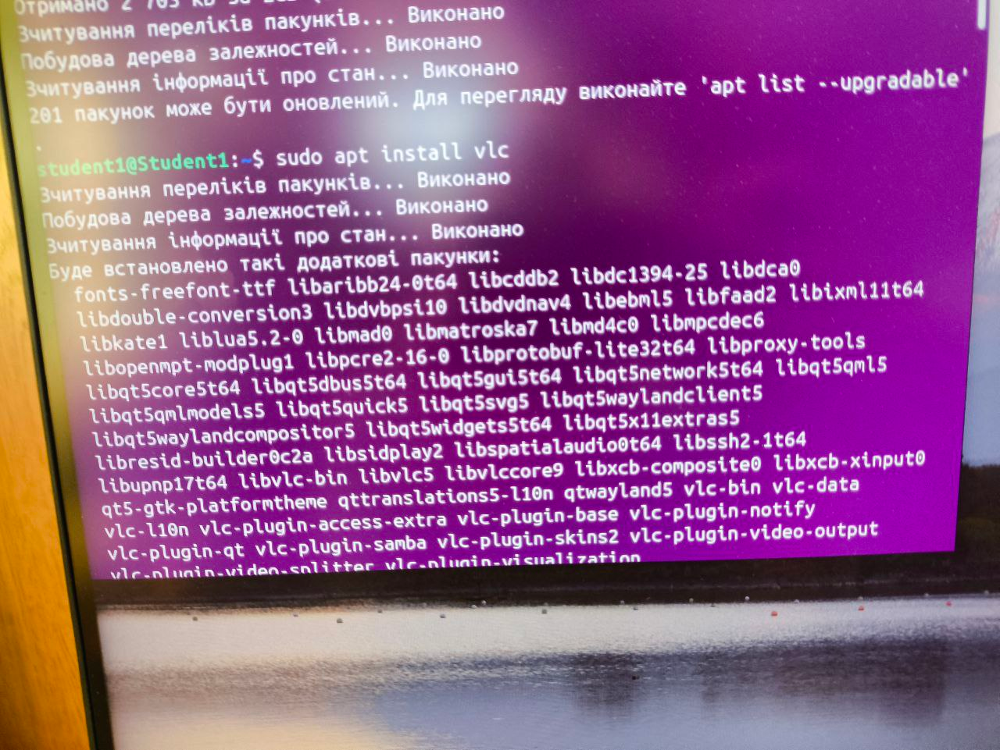 Отримано 2 703 kB за
Зчитування переліків пакунків... Виконано
Побудова дерева залежностей... Виконано
Зчитування інформації про стан... Виконано
201 пакунок може бути оновлений. Для перегляду виконайте 'apt list --upgradable'
.
student1@Student1:~$ sudo apt install vlc
Зчитування переліків пакунків... Виконано
Побудова дерева залежностей... Виконано
Зчитування інформації про стан... Виконано
Буде встановлено такі додаткові пакунки:
fonts-freefont-ttf libaribb24-0t64 libcddb2 libdc1394-25 libdca0
libdouble-conversion3 libdvbpsi10 libdvdnav4 libebml5 libfaad2 libixml11t64
libkate1 liblua5.2-0 libmad0 libmatroska7 libmd4c0 libmpcdec6
libopenmpt-modplug1 libpcre2-16-0 libprotobuf-lite32t64 libproxy-tools
libqt5core5t64 libqt5dbus5t64 libqt5gui5t64 libqt5network5t64 libqt5qml5
libqt5qmlmodels5 libqt5quick5 libqt5svg5 libqt5waylandclient5
libqt5waylandcompositor5 libqt5widgets5t64 libqt5x11extras5
libresid-builder0c2a libsidplay2 libspatialaudio0t64 libssh2-1t64
libupnp17t64 libvlc-bin libvlc5 libvlccore9 libxcb-composite0 libxcb-xinput0
qt5-gtk-platformtheme qttranslations5-l10n qtwayland5 vlc-bin vlc-data
vlc-l10n vlc-plugin-access-extra vlc-plugin-base vlc-plugin-notify
vlc-plugin-qt vlc-plugin-samba vlc-plugin-skins2 vlc-plugin-video-output
vlc-plugin-video-splitter vlc-plugin-visualization